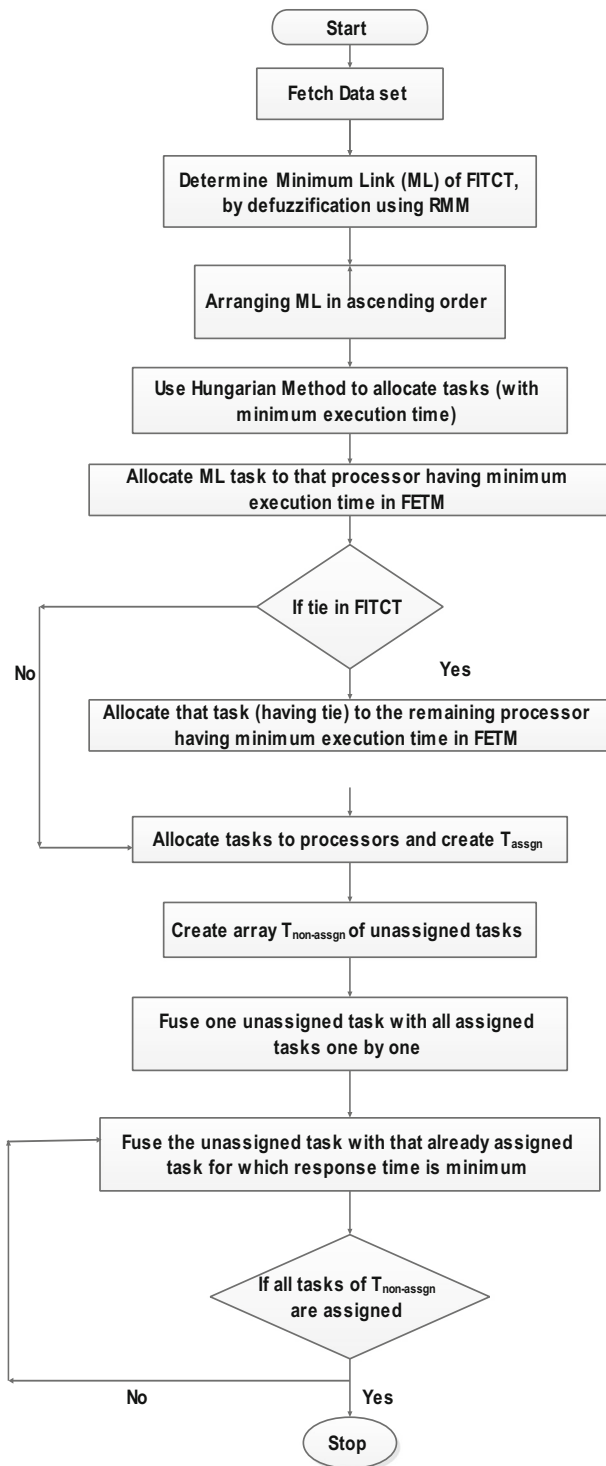 Start
Fetch Data set
Determine Minimum Link (ML) of FITCT,
by defuzzification using RMM
Arranging ML in ascending order
Use Hungarian Method to allocate tasks (with
minimum execution time)
Allocate ML task to that processor having minimum
execution time in FETM
If tie in FITCT
No
Yes
Allocate that task (having tie) to the remaining processor
having minimum execution time in FETM
Allocate tasks to processors and create Tassgn
Create array Tnon-assgn of unassigned tasks
Fuse one unassigned task with all assigned
tasks one by one
Fuse the unassigned task with that already assigned
task for which response time is minimum
If all tasks of Tnon-assgn
are assigned
No
Yes
Stop